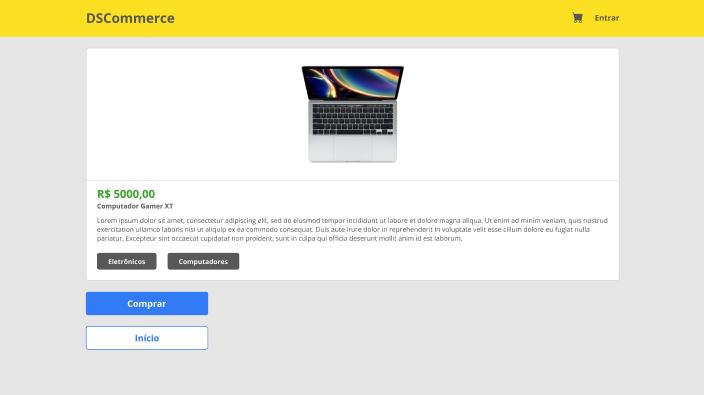 DSCommerce
Entrar
R$ 5000,00
Computador Gamer XT
Lorem ipsum dolor sit amet, consectetur adipiscing elit, sed do eiusmod tempor incididunt ut labore et dolore magna aliqua. Ut enim ad minim veniam, quis nostrud
exercitation ullamco laboris nisi ut aliquip ex ea commodo consequat. Duis aute irure dolor in reprehenderit in voluptate velit esse cillum dolore eu fugiat nulla
pariatur. Excepteur sint occaecat cupidatat non proident, sunt in culpa qui officia deserunt mollit anim id est laborum.
Eletrônicos
Computadores
Comprar
Início